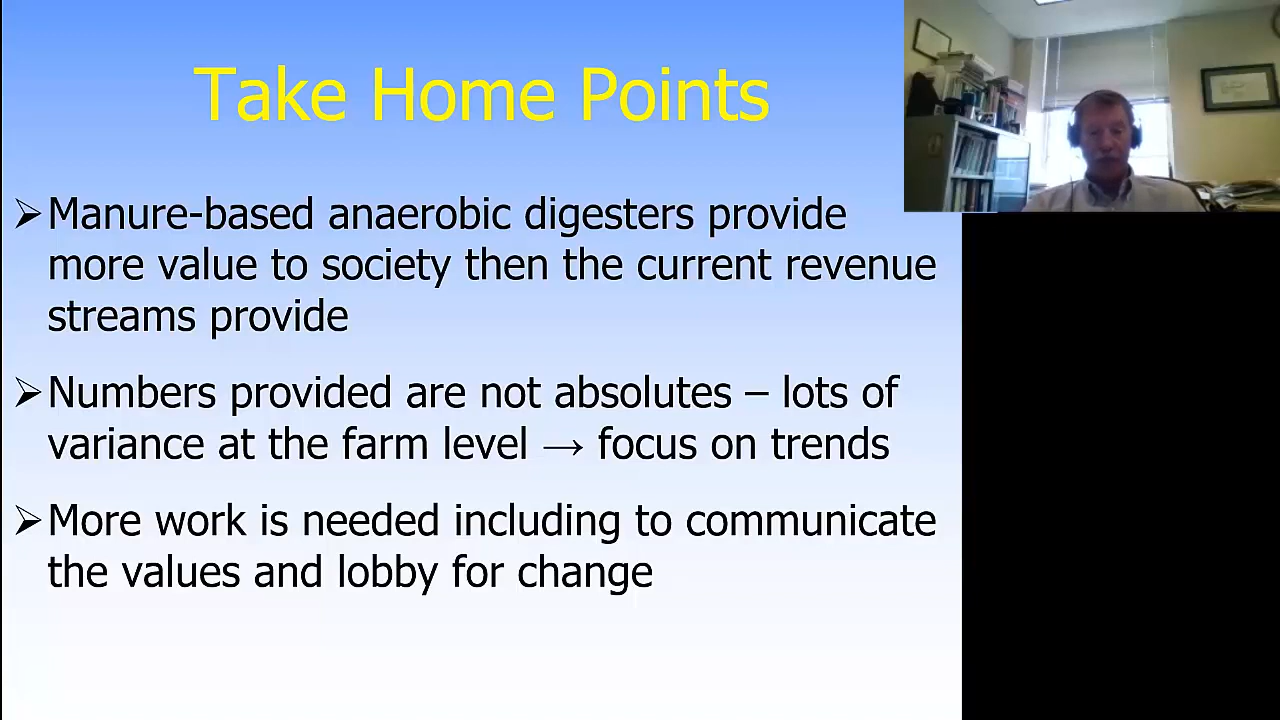 Take Home Points
➢Manure-based anaerobic digesters provide
more value to society then the current revenue
streams provide
➢Numbers provided are not absolutes – lots of
variance at the farm level → focus on trends
➢More work is needed including to communicate
the values and lobby for change